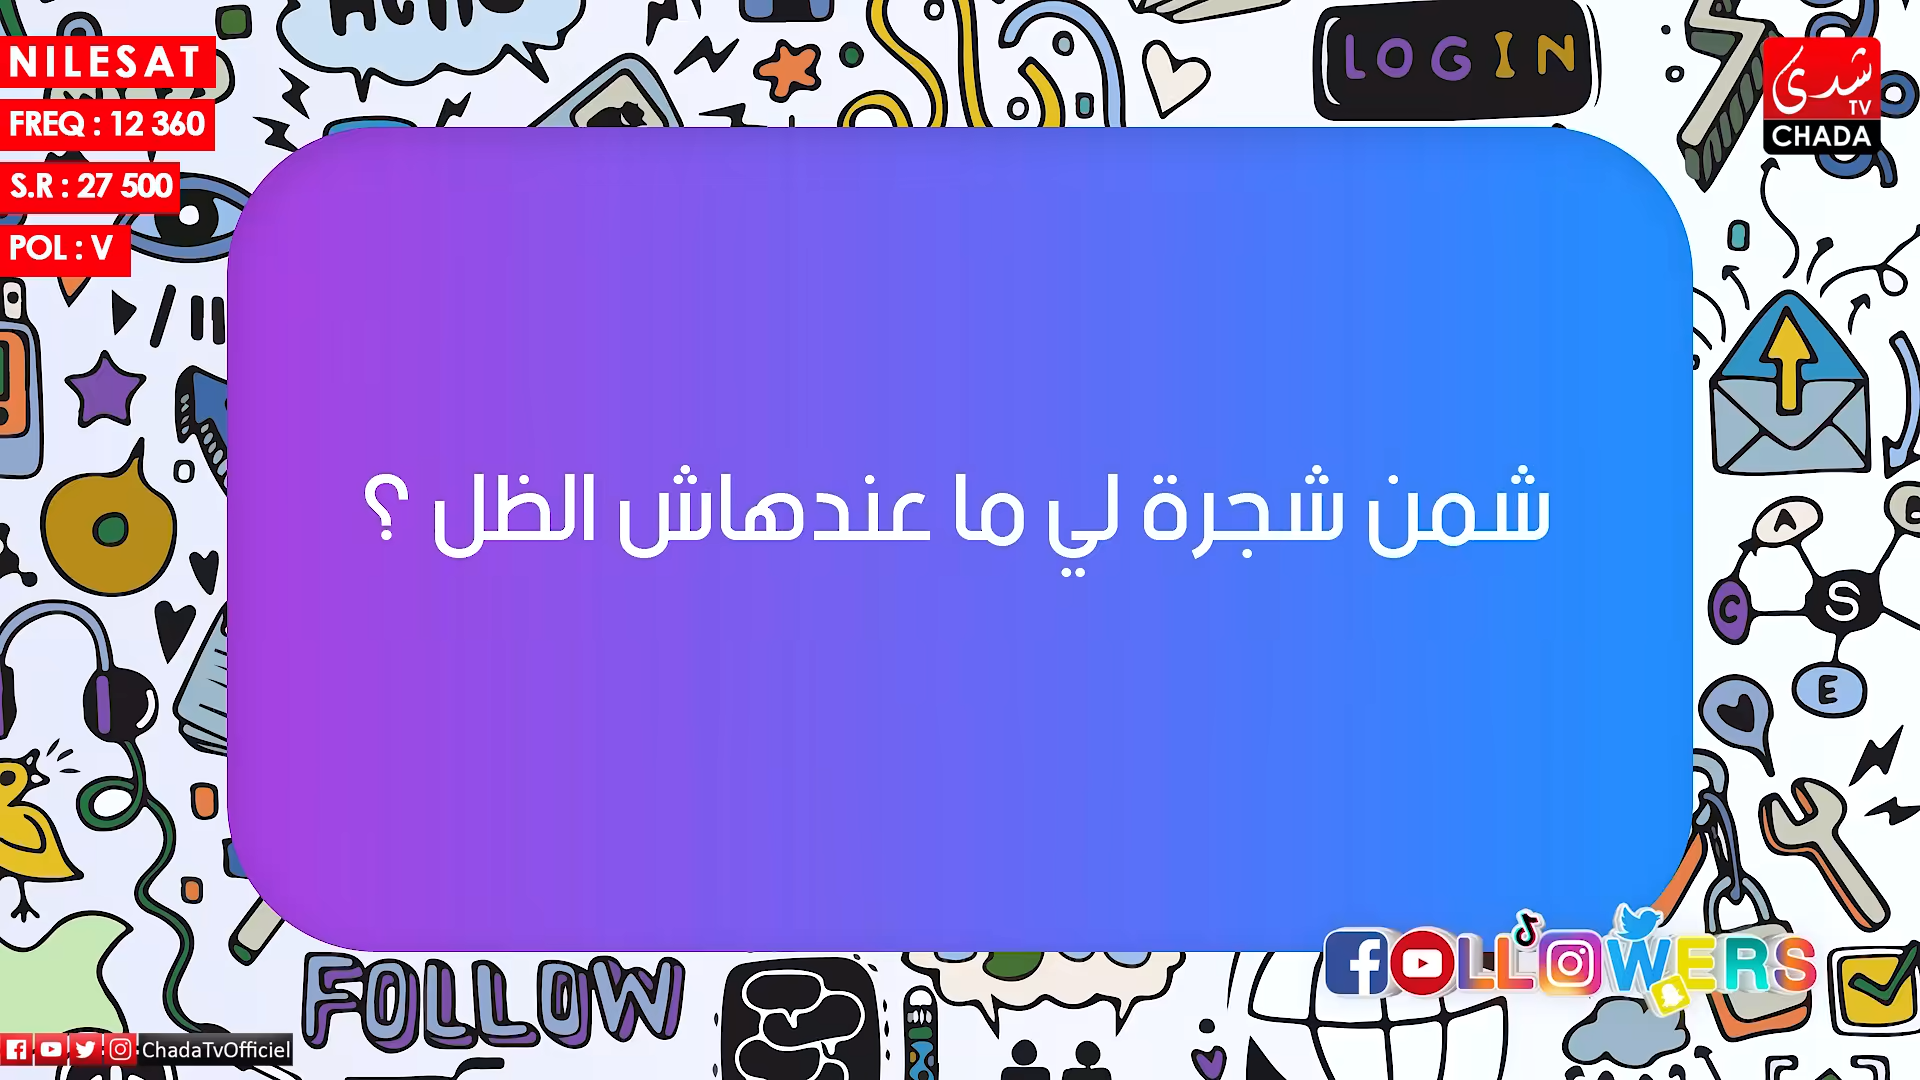 NILESAT
FREQ : 12 360
S.R : 27 500
POL : V
LOGIN
شدى
TV
CHADA
شمن شجرة لي ما عندهاش الظل ؟
A
C
S
E
FOLLOWERS
FOLLOW
ChadaTvOfficiel